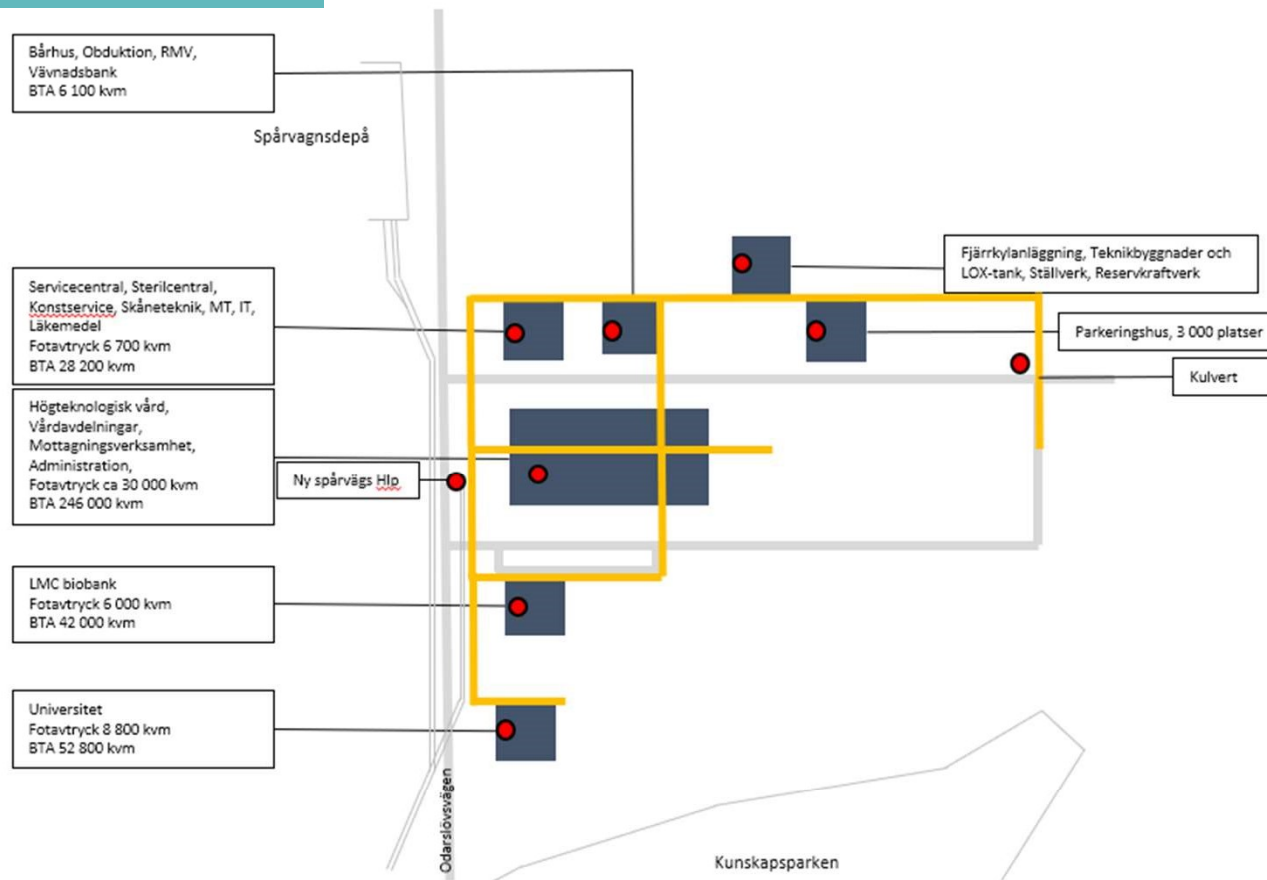 Bårhus, Obduktion, RMV,
Vävnadsbank
BTA 6 100 kvm
Spårvagnsdepå
Fjärrkylanläggning, Teknikbyggnader och
LOX-tank, Ställverk, Reservkraftverk
Servicecentral, Sterilcentral,
Konstservice, Skåneteknik, MT, IT,
Läkemedel
Fotavtryck 6 700 kvm
BTA 28 200 kvm
Parkeringshus, 3 000 platser
Kulvert
Högteknologisk vård,
Vårdavdelningar,
Mottagningsverksamhet,
Administration,
Fotavtryck ca 30 000 kvm
BTA 246 000 kvm
Ny spårvägs Hlp
LMC biobank
Fotavtryck 6 000 kvm
BTA 42 000 kvm
Universitet
Fotavtryck 8 800 kvm
BTA 52 800 kvm
Odarslövsvägen
Kunskapsparken